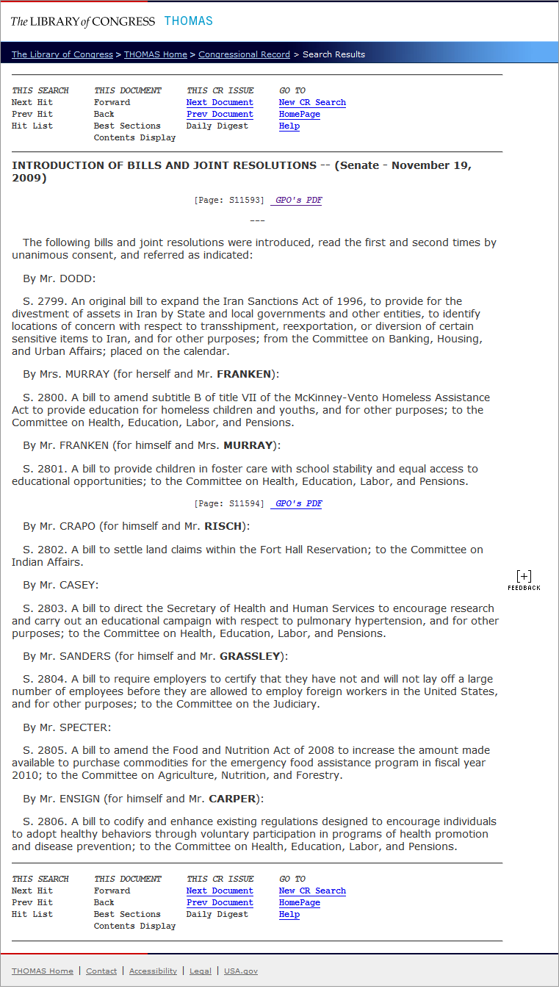 The LIBRARY of CONGRESS THOMAS
The Library of Congress > THOMAS Home > Congressional Record > Search Results
THIS SEARCH THIS DOCUMENT THIS CR ISSUE GO TO
Next Hit Forward Next Document New CR Search
Prev Hit Back Prev Document HomePage
Hit List Best Sections Daily Digest Help
Contents Display
INTRODUCTION OF BILLS AND JOINT RESOLUTIONS -- (Senate - November 19,
2009)
[Page: S11593] GPO's PDF
---
The following bills and joint resolutions were introduced, read the first and second times by
unanimous consent, and referred as indicated:
By Mr. DODD:
S. 2799. An original bill to expand the Iran Sanctions Act of 1996, to provide for the
divestment of assets in Iran by State and local governments and other entities, to identify
locations of concern with respect to transshipment, reexportation, or diversion of certain
sensitive items to Iran, and for other purposes; from the Committee on Banking, Housing,
and Urban Affairs; placed on the calendar.
By Mrs. MURRAY (for herself and Mr. FRANKEN):
S. 2800. A bill to amend subtitle B of title VII of the McKinney-Vento Homeless Assistance
Act to provide education for homeless children and youths, and for other purposes; to the
Committee on Health, Education, Labor, and Pensions.
By Mr. FRANKEN (for himself and Mrs. MURRAY):
S. 2801. A bill to provide children in foster care with school stability and equal access to
educational opportunities; to the Committee on Health, Education, Labor, and Pensions.
[Page: S11594] GPO's PDF
By Mr. CRAPO (for himself and Mr. RISCH):
S. 2802. A bill to settle land claims within the Fort Hall Reservation; to the Committee on
Indian Affairs.
[+]
FEEDBACK
By Mr. CASEY:
S. 2803. A bill to direct the Secretary of Health and Human Services to encourage research
and carry out an educational campaign with respect to pulmonary hypertension, and for other
purposes; to the Committee on Health, Education, Labor, and Pensions.
By Mr. SANDERS (for himself and Mr. GRASSLEY):
S. 2804. A bill to require employers to certify that they have not and will not lay off a large
number of employees before they are allowed to employ foreign workers in the United States,
and for other purposes; to the Committee on the Judiciary.
By Mr. SPECTER:
S. 2805. A bill to amend the Food and Nutrition Act of 2008 to increase the amount made
available to purchase commodities for the emergency food assistance program in fiscal year
2010; to the Committee on Agriculture, Nutrition, and Forestry.
By Mr. ENSIGN (for himself and Mr. CARPER):
S. 2806. A bill to codify and enhance existing regulations designed to encourage individuals
to adopt healthy behaviors through voluntary participation in programs of health promotion
and disease prevention; to the Committee on Health, Education, Labor, and Pensions.
THIS SEARCH THIS DOCUMENT THIS CR ISSUE GO TO
Next Hit Forward Next Document New CR Search
Prev Hit Back Prev Document HomePage
Hit List Best Sections Daily Digest Help
Contents Display
THOMAS Home | Contact | Accessibility | Legal | USA.gov